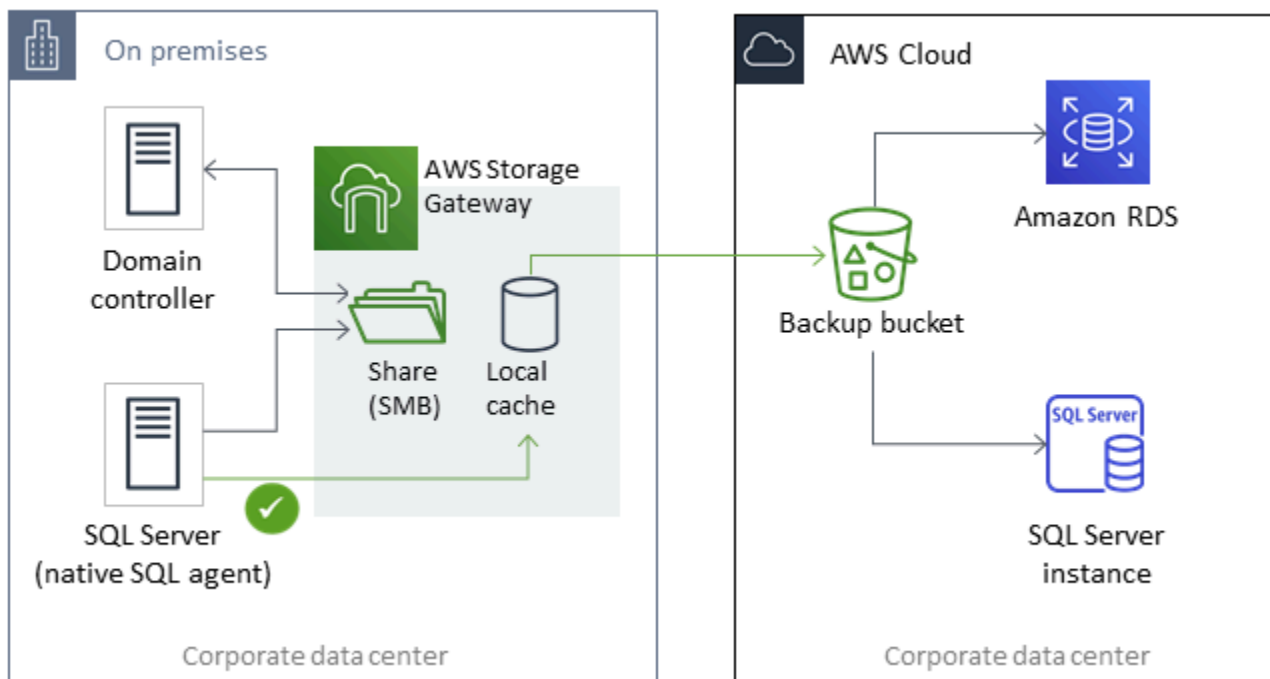 On premises
AWS Storage
Gateway
Domain
controller
Share
(SMB)
Local
cache
SQL Server
(native SQL agent)
Corporate data center
AWS Cloud
Amazon RDS
Backup bucket
SQL Server
SQL Server
instance
Corporate data center